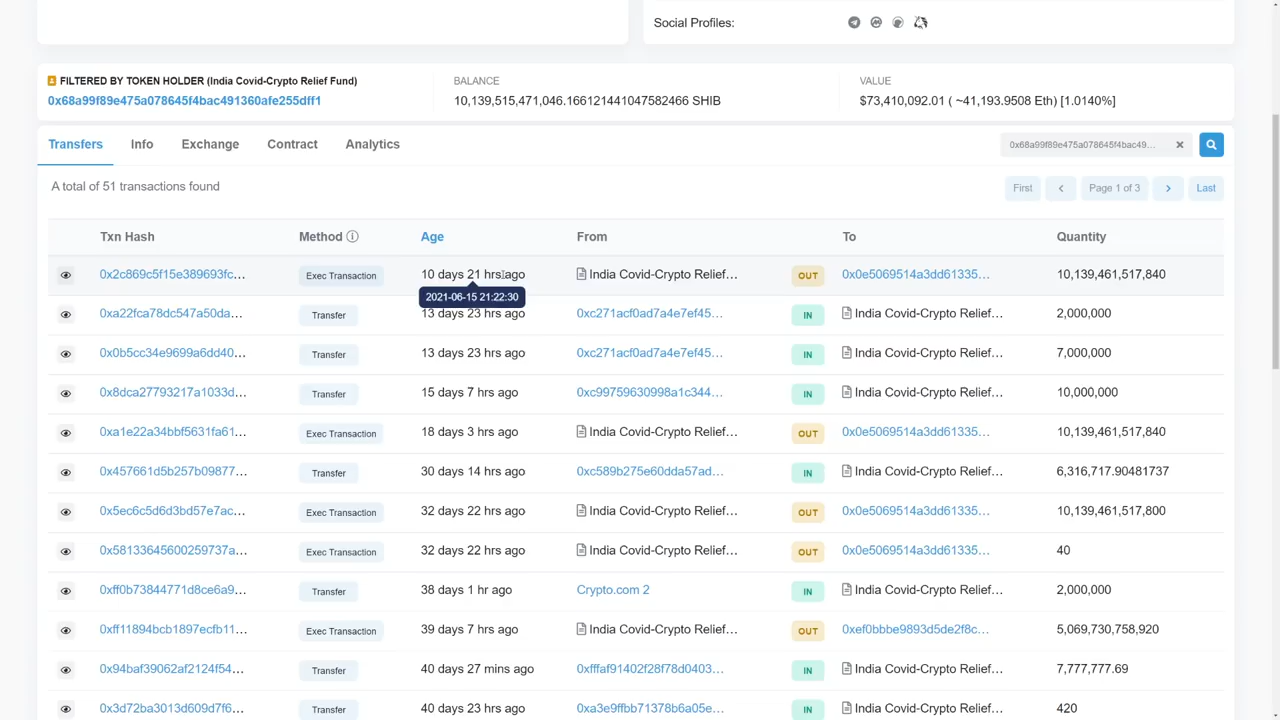 Social Profiles:
FILTERED BY TOKEN HOLDER (India Covid-Crypto Relief Fund)
0x68a99f89e475a078645f4bac491360afe255dff1
BALANCE
10,139,515,471,046.166121441047582466 SHIB
VALUE
$73,410,092.01 ( ~41,193.9508 Eth) [1.0140%]
Transfers Info Exchange Contract Analytics
0x68a99f89e475a078645f4bac49...
A total of 51 transactions found
First Page 1 of 3 Last
Txn Hash Method Age From To Quantity
0x2c869c5f15e389693fc... Exec Transaction 10 days 21 hrs ago India Covid-Crypto Relief... OUT 0x0e5069514a3dd61335... 10,139,461,517,840
2021-06-15 21:22:30
0xa22fca78dc547a50da... Transfer 13 days 23 hrs ago 0xc271acf0ad7a4e7ef45... IN India Covid-Crypto Relief... 2,000,000
0x0b5cc34e9699a6dd40... Transfer 13 days 23 hrs ago 0xc271acf0ad7a4e7ef45... IN India Covid-Crypto Relief... 7,000,000
0x8dca27793217a1033d... Transfer 15 days 7 hrs ago 0xc99759630998a1c344... IN India Covid-Crypto Relief... 10,000,000
0xa1e22a34bbf5631fa61... Exec Transaction 18 days 3 hrs ago India Covid-Crypto Relief... OUT 0x0e5069514a3dd61335... 10,139,461,517,840
0x457661d5b257b09877... Transfer 30 days 14 hrs ago 0xc589b275e60dda57ad... IN India Covid-Crypto Relief... 6,316,717.90481737
0x5ec6c5d6d3bd57e7ac... Exec Transaction 32 days 22 hrs ago India Covid-Crypto Relief... OUT 0x0e5069514a3dd61335... 10,139,461,517,800
0x58133645600259737a... Exec Transaction 32 days 22 hrs ago India Covid-Crypto Relief... OUT 0x0e5069514a3dd61335... 40
0xff0b73844771d8ce6a9... Transfer 38 days 1 hr ago Crypto.com 2 IN India Covid-Crypto Relief... 2,000,000
0xff11894bcb1897ecfb11... Exec Transaction 39 days 7 hrs ago India Covid-Crypto Relief... OUT 0xef0bbbe9893d5de2f8c... 5,069,730,758,920
0x94baf39062af2124f54... Transfer 40 days 27 mins ago 0xfffaf91402f28f78d0403... IN India Covid-Crypto Relief... 7,777,777.69
0x3d72ba3013d609d7f6... Transfer 40 days 23 hrs ago 0xa3e9ffbb71378b6a05e... IN India Covid-Crypto Relief... 420